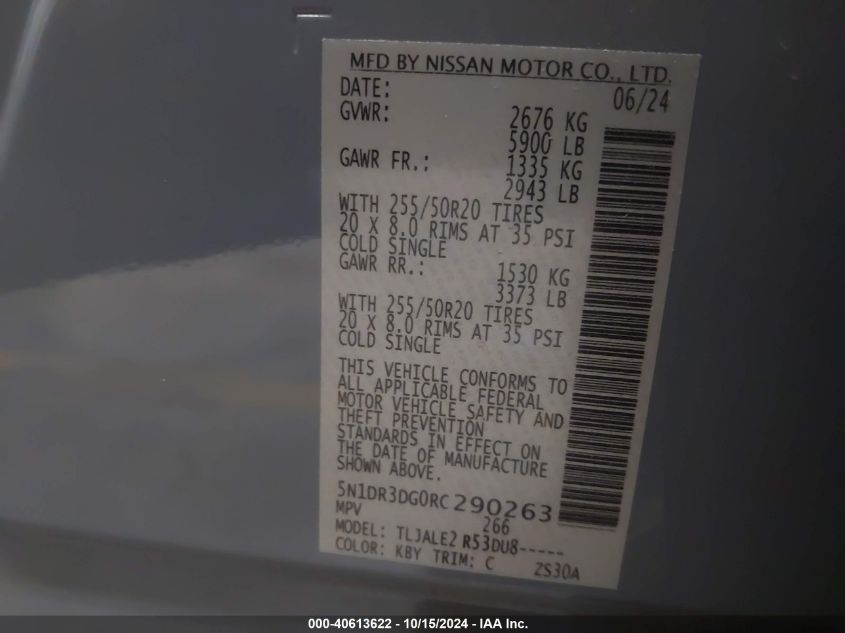 MFD BY NISSAN MOTOR CO., LTD.
DATE: 06/24
GVWR: 2676 KG
5900 LB
GAWR FR.: 1335 KG
2943 LB
WITH 255/50R20 TIRES
20 X 8.0 RIMS AT 35 PSI
COLD SINGLE
GAWR RR.: 1530 KG
3373 LB
WITH 255/50R20 TIRES
20 X 8.0 RIMS AT 35 PSI
COLD SINGLE
THIS VEHICLE CONFORMS TO
ALL APPLICABLE FEDERAL
MOTOR VEHICLE SAFETY AND
THEFT PREVENTION
STANDARDS IN EFFECT ON
THE DATE OF MANUFACTURE
SHOWN ABOVE.
5N1DR3DG0RC290263
MPV 266
MODEL: TLJALE2 R53DU8-----
COLOR: KBY TRIM: C 2S30A
000-40613622 - 10/15/2024 - IAA Inc.